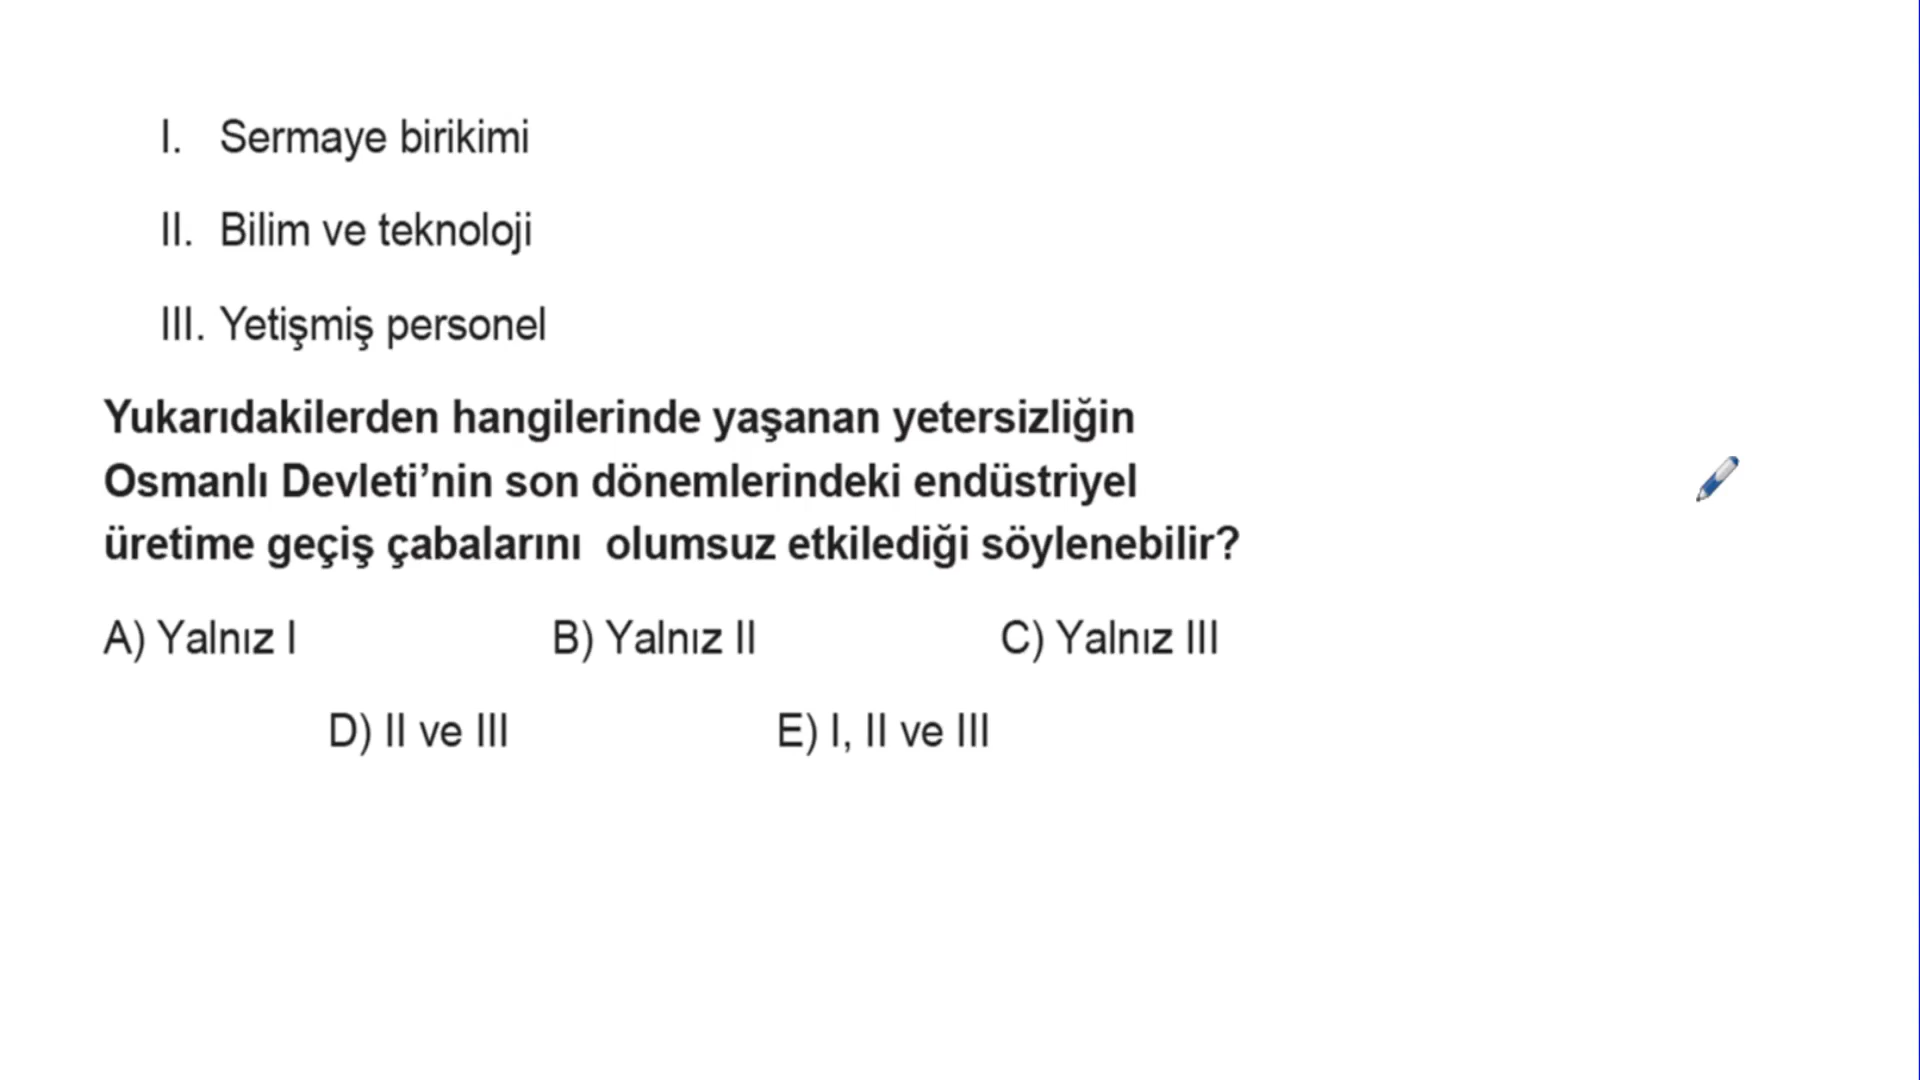 I. Sermaye birikimi
II. Bilim ve teknoloji
III. Yetişmiş personel
Yukarıdakilerden hangilerinde yaşanan yetersizliğin
Osmanlı Devleti’nin son dönemlerindeki endüstriyel
üretime geçiş çabalarını olumsuz etkilediği söylenebilir?
A) Yalnız I B) Yalnız II C) Yalnız III
D) II ve III E) I, II ve III